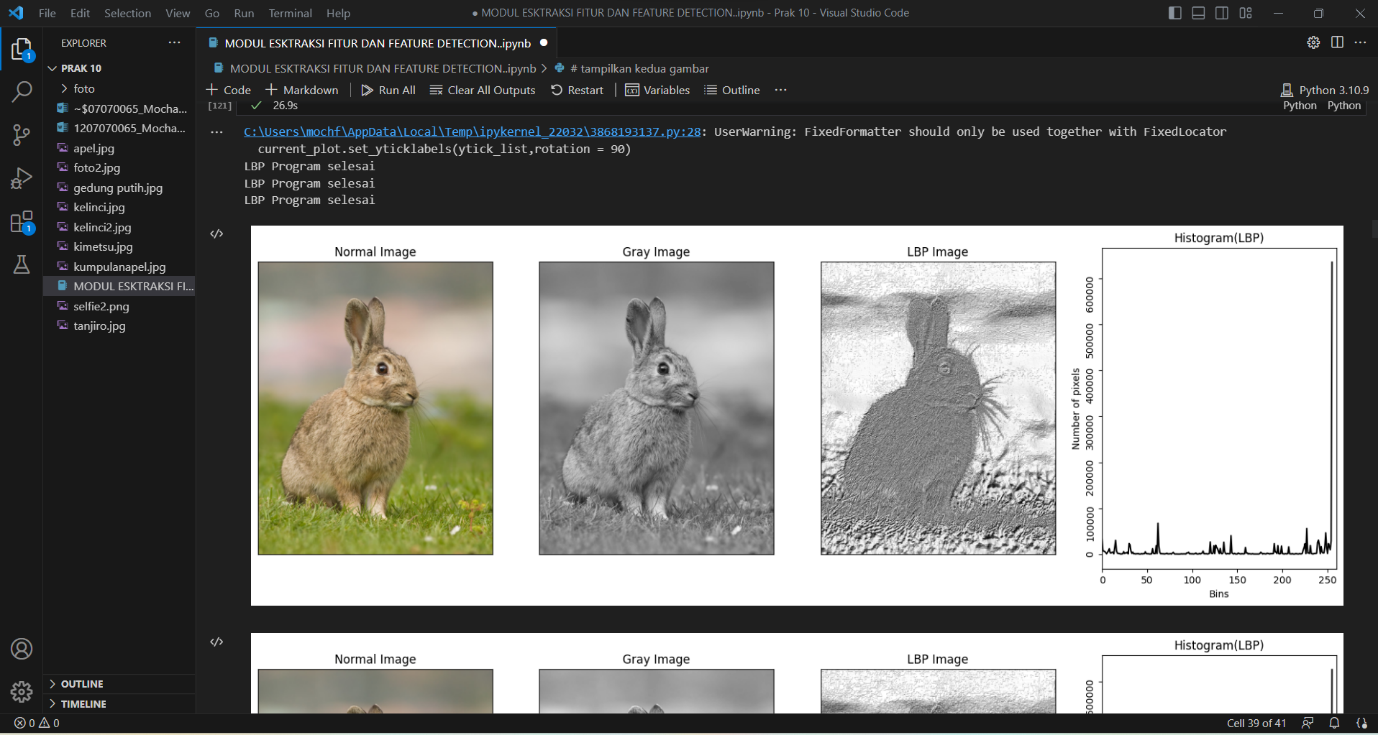 File Edit Selection View Go Run Terminal Help
● MODUL ESKTRAKSI FITUR DAN FEATURE DETECTION..ipynb - Prak 10 - Visual Studio Code
EXPLORER ...
MODUL ESKTRAKSI FITUR DAN FEATURE DETECTION..ipynb ●
PRAK 10
MODUL ESKTRAKSI FITUR DAN FEATURE DETECTION..ipynb > # tampilkan kedua gambar
foto
~$07070065_Mocha...
1207070065_Mocha...
apel.jpg
foto2.jpg
gedung putih.jpg
kelinci.jpg
kelinci2.jpg
kimetsu.jpg
kumpulanapel.jpg
MODUL ESKTRAKSI FI...
selfie2.png
tanjiro.jpg
OUTLINE
TIMELINE
+ Code + Markdown Run All Clear All Outputs Restart Variables Outline ...
Python 3.10.9
Python Python
[121] ✓ 26.9s
C:\Users\mochf\AppData\Local\Temp\ipykernel_22032\3868193137.py:28: UserWarning: FixedFormatter should only be used together with FixedLocator
current_plot.set_yticklabels(ytick_list,rotation = 90)
LBP Program selesai
LBP Program selesai
LBP Program selesai
Normal Image
Gray Image
LBP Image
Histogram(LBP)
Number of pixels
600000
500000
400000
300000
200000
100000
0
0 50 100 150 200 250
Bins
Normal Image
Gray Image
LBP Image
Histogram(LBP)
1
1
0 0
Cell 39 of 41